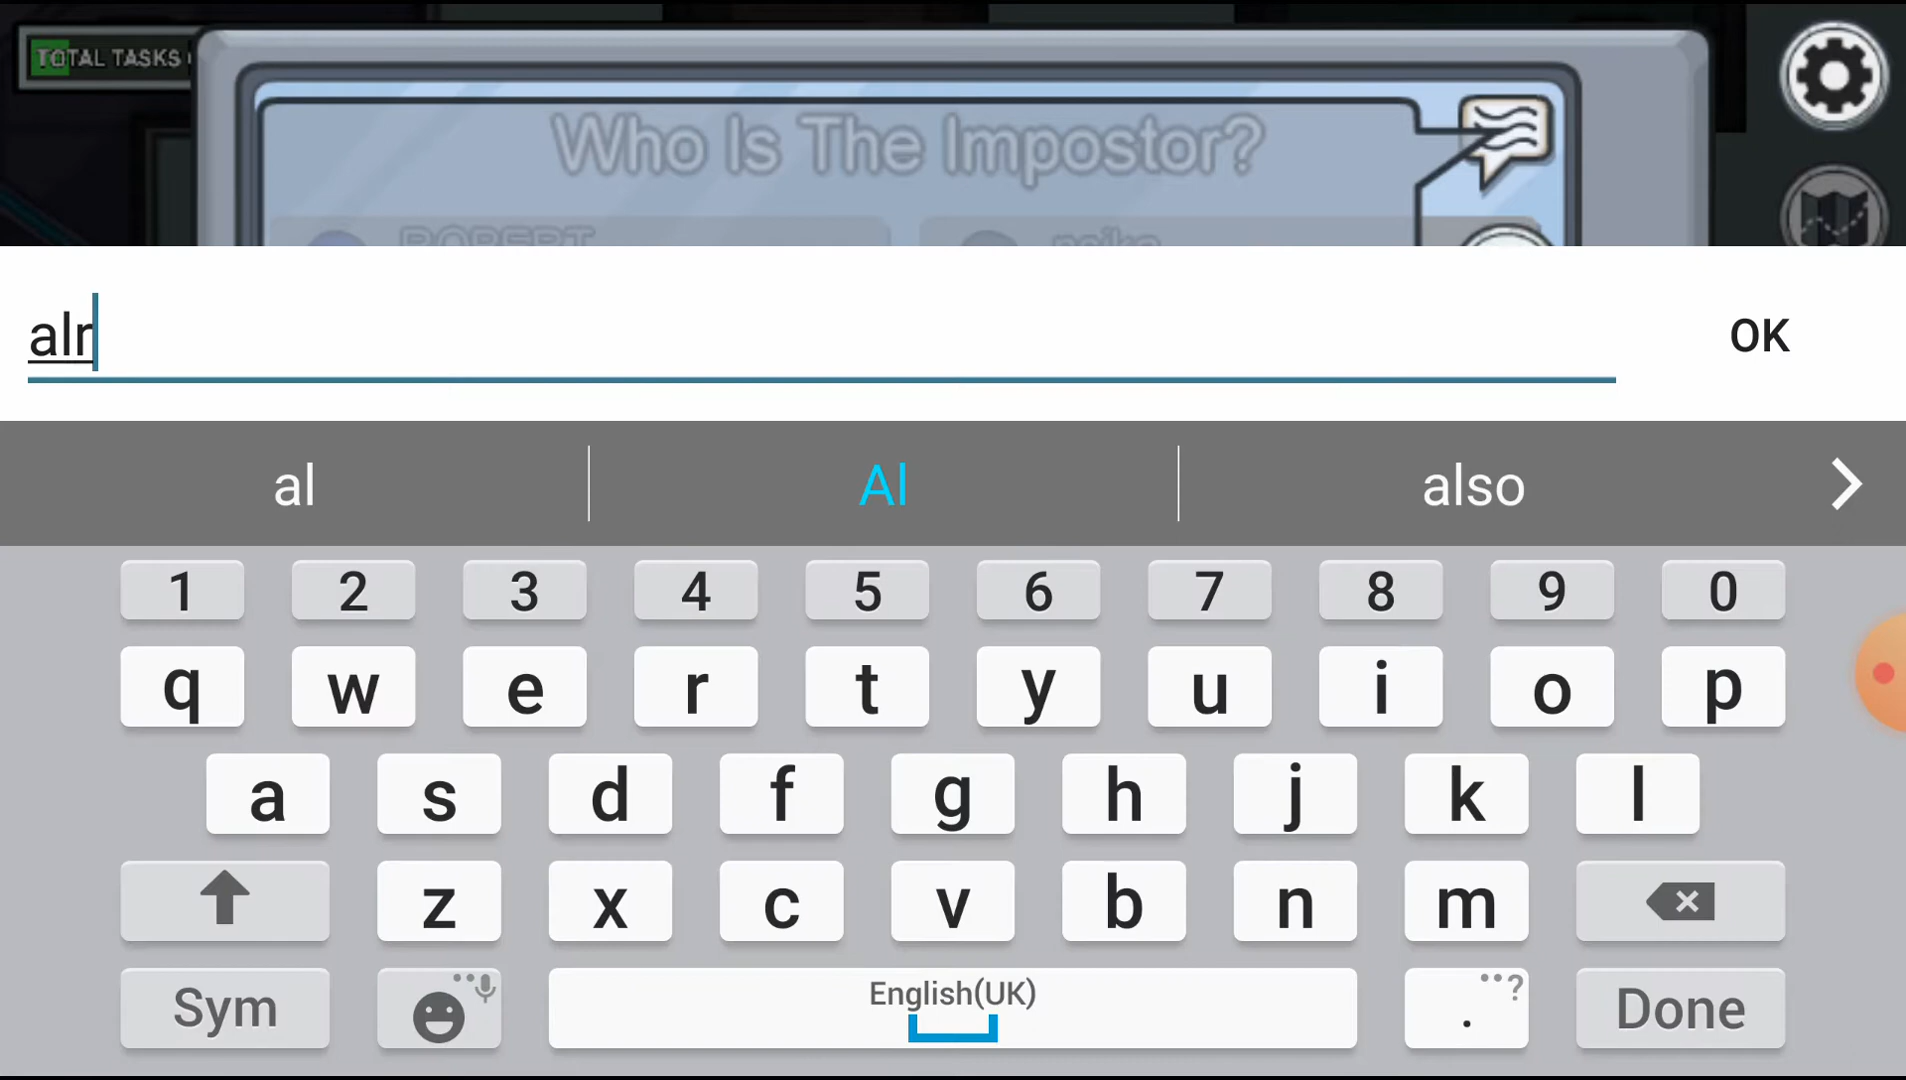 TOTAL TASKS
Who Is The Impostor?
ROBERT
alr
OK
al Al also
1 2 3 4 5 6 7 8 9 0
q w e r t y u i o p
a s d f g h j k l
z x c v b n m
English(UK)
Sym . ? Done